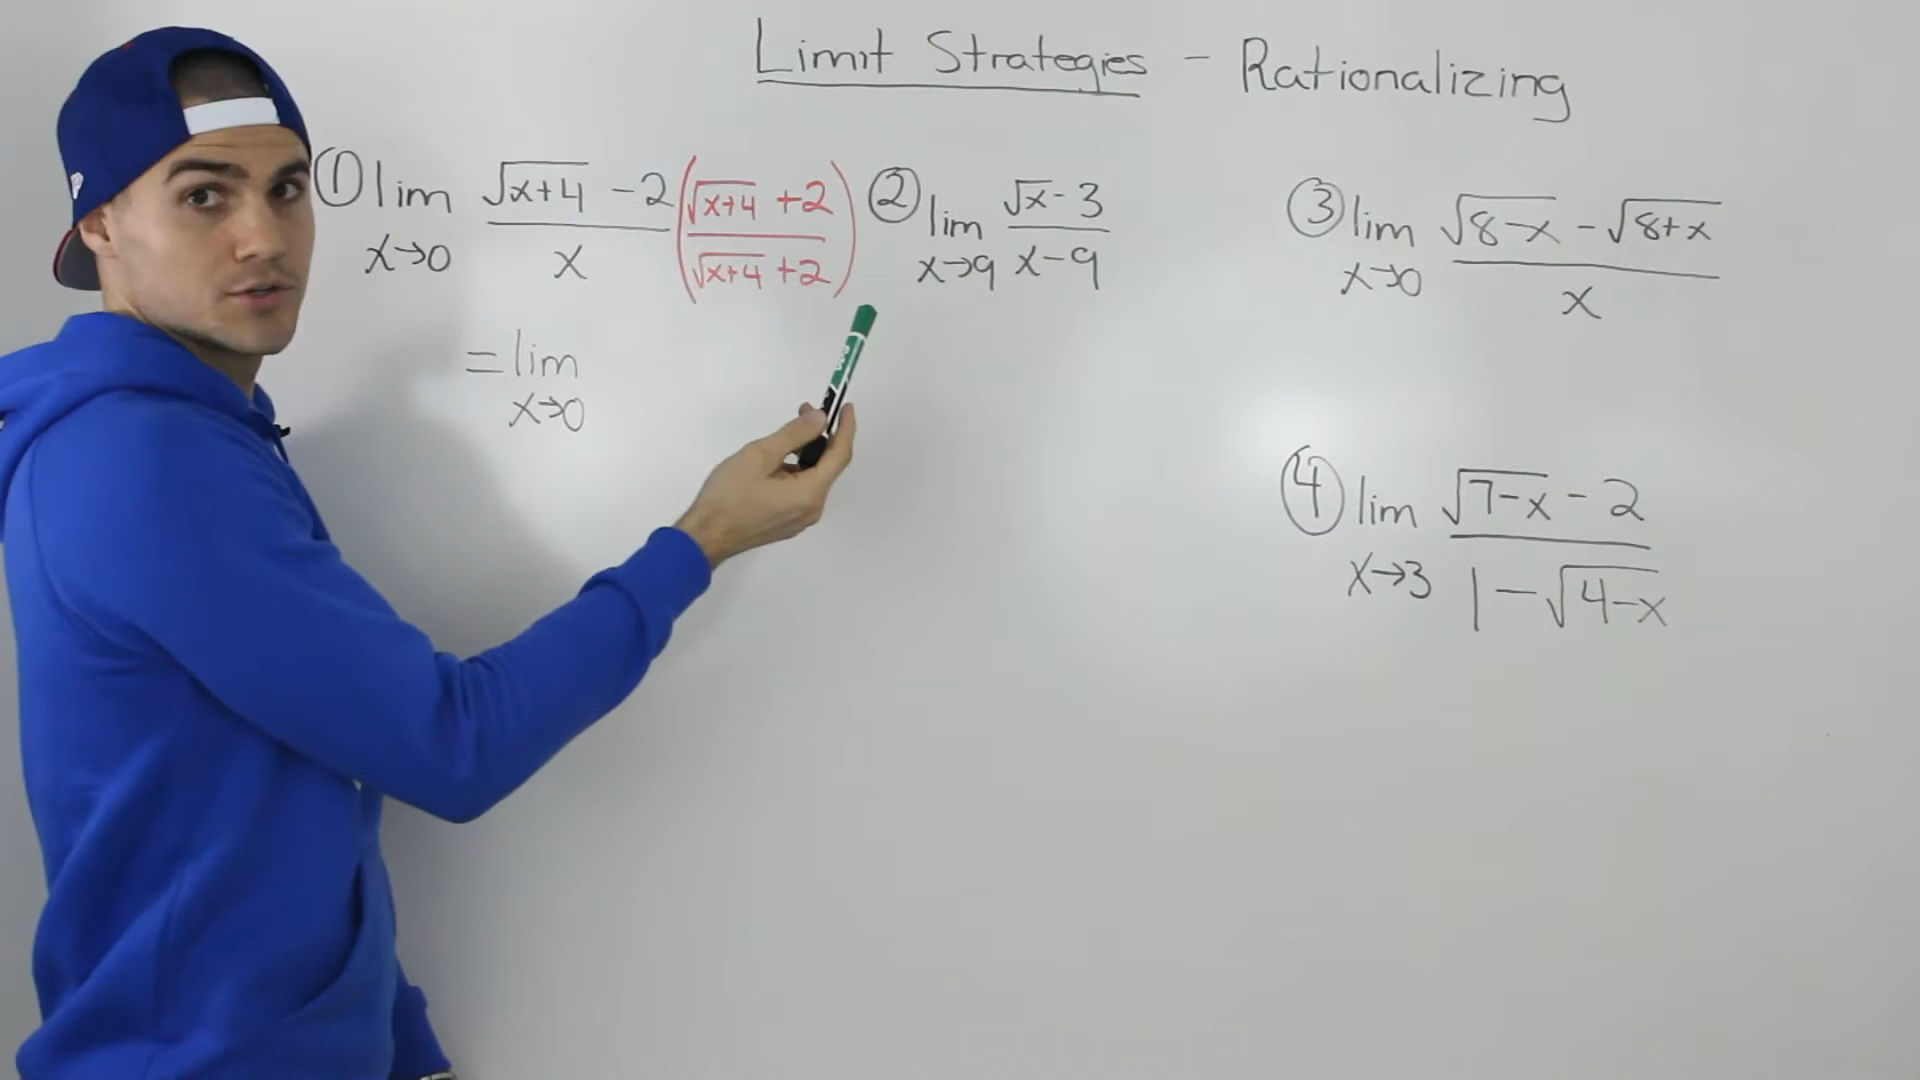 Limit Strategies - Rationalizing
① lim x→0 (√(x+4) - 2)/x ((√(x+4) + 2)/(√(x+4) + 2))
= lim x→0
② lim x→9 (√x - 3)/(x - 9)
③ lim x→0 (√(8-x) - √(8+x))/x
④ lim x→3 (√(7-x) - 2)/(1 - √(4-x))